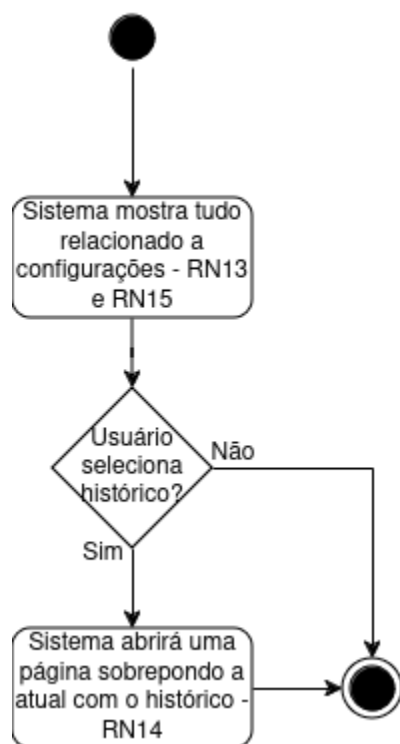 Sistema mostra tudo
relacionado a
configurações - RN13
e RN15
Usuário
seleciona
histórico?
Não
Sim
Sistema abrirá uma
página sobrepondo a
atual com o histórico -
RN14